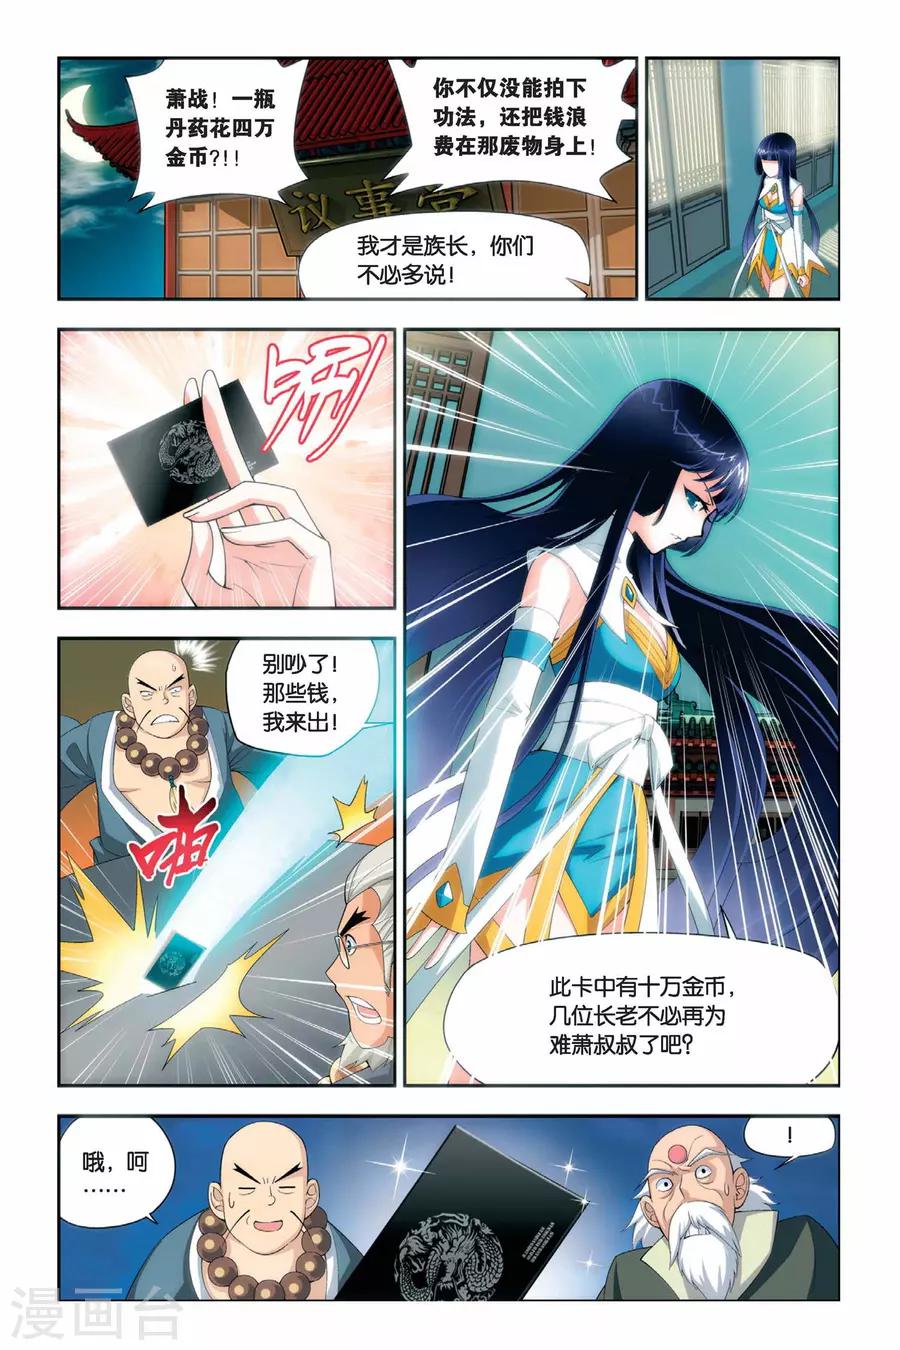 萧战！一瓶
丹药花四万
金币?!!
你不仅没能拍下
功法，还把钱浪
费在那废物身上！
议事宫
我才是族长，你们
不必多说！
唰
别吵了！
那些钱，
我来出！
啪
此卡中有十万金币，
几位长老不必再为
难萧叔叔了吧？
哦，呵
……
！
漫画台